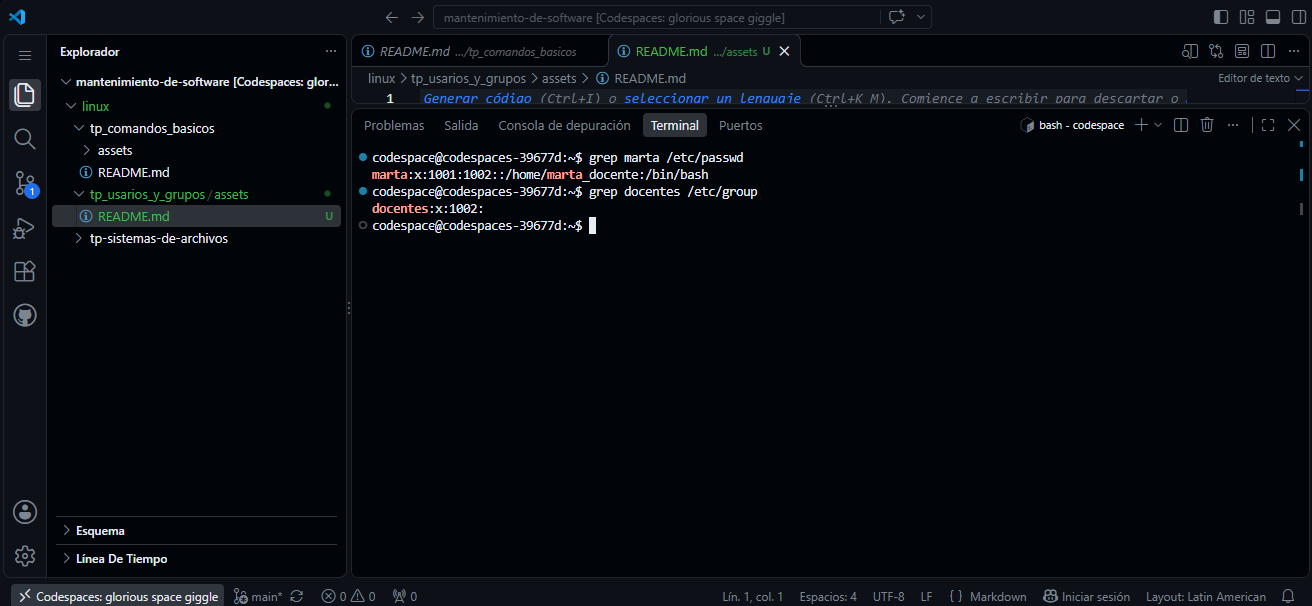 mantenimiento-de-software [Codespaces: glorious space giggle]
Explorador
mantenimiento-de-software [Codespaces: glor...
linux
tp_comandos_basicos
assets
README.md
tp_usarios_y_grupos / assets
README.md U
tp-sistemas-de-archivos
Esquema
Línea De Tiempo
README.md .../tp_comandos_basicos
README.md .../assets U
linux > tp_usarios_y_grupos > assets > README.md
Editor de texto
1 Generar código (Ctrl+I) o seleccionar un lenguaje (Ctrl+K M). Comience a escribir para descartar o
Problemas Salida Consola de depuración Terminal Puertos
bash - codespace
codespace@codespaces-39677d:~$ grep marta /etc/passwd
marta:x:1001:1002::/home/marta_docente:/bin/bash
codespace@codespaces-39677d:~$ grep docentes /etc/group
docentes:x:1002:
codespace@codespaces-39677d:~$
1
Codespaces: glorious space giggle main* 0 0 0
Lín. 1, col. 1 Espacios: 4 UTF-8 LF { } Markdown Iniciar sesión Layout: Latin American